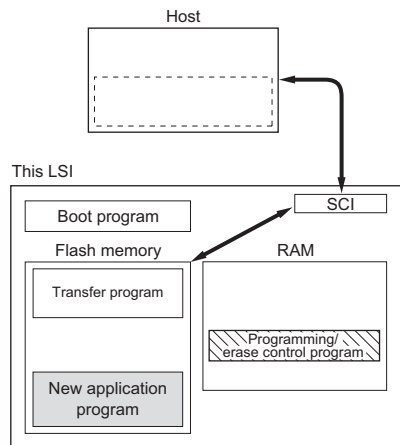 Host
This LSI
SCI
Boot program
Flash memory
RAM
Transfer program
Programming/
erase control program
New application
program